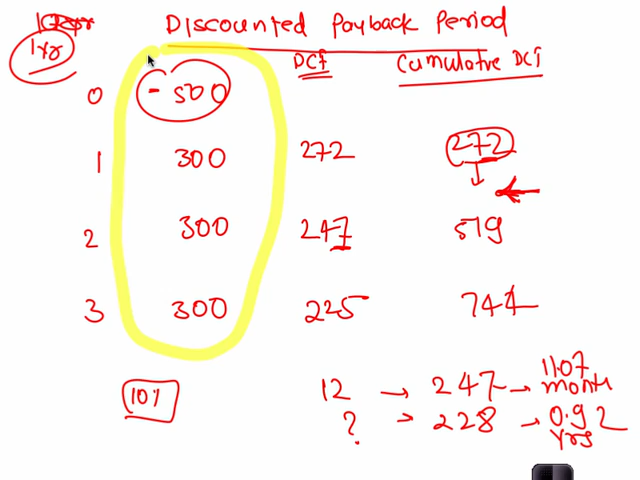 Discounted Payback Period
1yr
DCF Cumulative DCF
0 -500
1 300 272 272
2 300 247 519
3 300 225 744
10%
12 → 247 → 11.07 months
? → 228 → 0.92 yrs